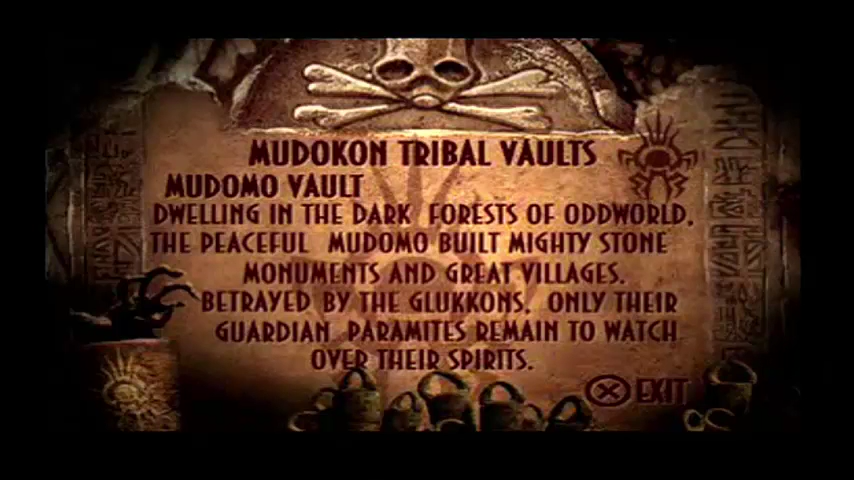 MUDOKON TRIBAL VAULTS
MUDOMO VAULT
DWELLING IN THE DARK FORESTS OF ODDWORLD,
THE PEACEFUL MUDOMO BUILT MIGHTY STONE
MONUMENTS AND GREAT VILLAGES.
BETRAYED BY THE GLUKKONS, ONLY THEIR
GUARDIAN PARAMITES REMAIN TO WATCH
OVER THEIR SPIRITS.
EXIT